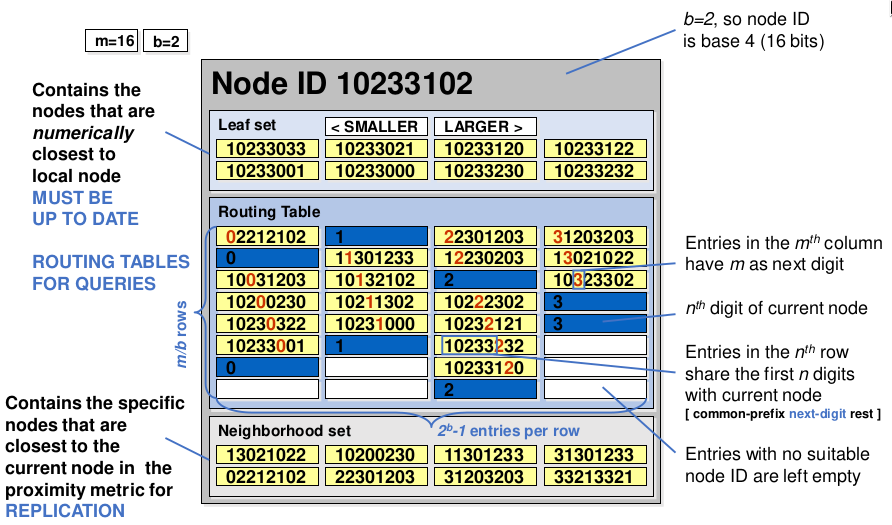 m=16 b=2
b=2, so node ID
is base 4 (16 bits)
Contains the
nodes that are
numerically
closest to
local node
MUST BE
UP TO DATE
ROUTING TABLES
FOR QUERIES
Node ID 10233102
Leaf set < SMALLER LARGER >
10233033 10233021 10233120 10233122
10233001 10233000 10233230 10233232
Routing Table
02212102 1 22301203 31203203
0 11301233 12230203 13021022
10031203 10132102 2 10323302
10200230 10211302 10222302 3
10230322 10231000 10232121 3
10233001 1 10233232
0 10233120
2
m/b rows
2b-1 entries per row
Entries in the mth column
have m as next digit
nth digit of current node
Entries in the nth row
share the first n digits
with current node
[ common-prefix next-digit rest ]
Entries with no suitable
node ID are left empty
Contains the specific
nodes that are
closest to the
current node in the
proximity metric for
REPLICATION
Neighborhood set
13021022 10200230 11301233 31301233
02212102 22301203 31203203 33213321